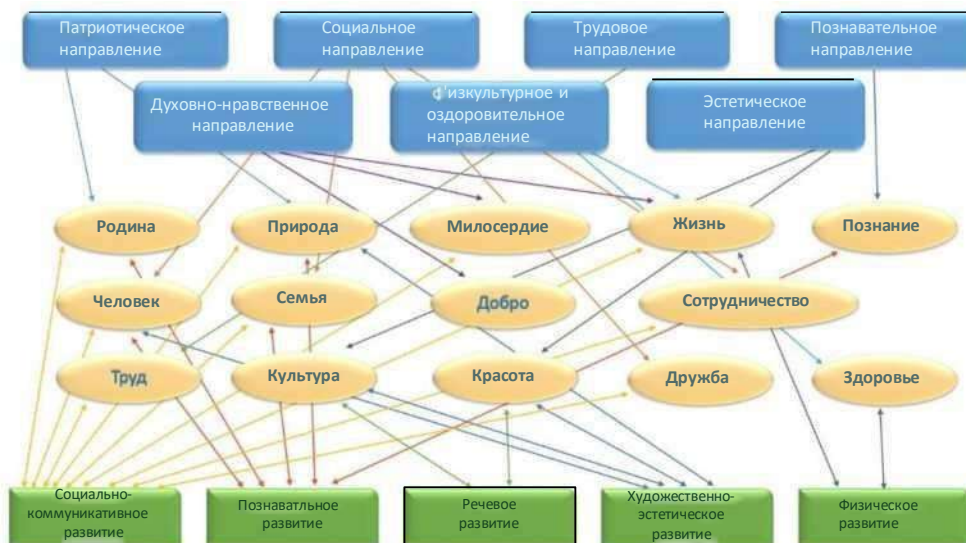 Патриотическое
направление
Социальное
направление
Трудовое
направление
Познавательное
направление
Духовно-нравственное
направление
Физкультурное и
оздоровительное
направление
Эстетическое
направление
Родина
Природа
Милосердие
Жизнь
Познание
Человек
Семья
Добро
Сотрудничество
Труд
Культура
Красота
Дружба
Здоровье
Социально-
коммуникативное
развитие
Познаватльное
развитие
Речевое
развитие
Художественно-
эстетическое
развитие
Физическое
развитие